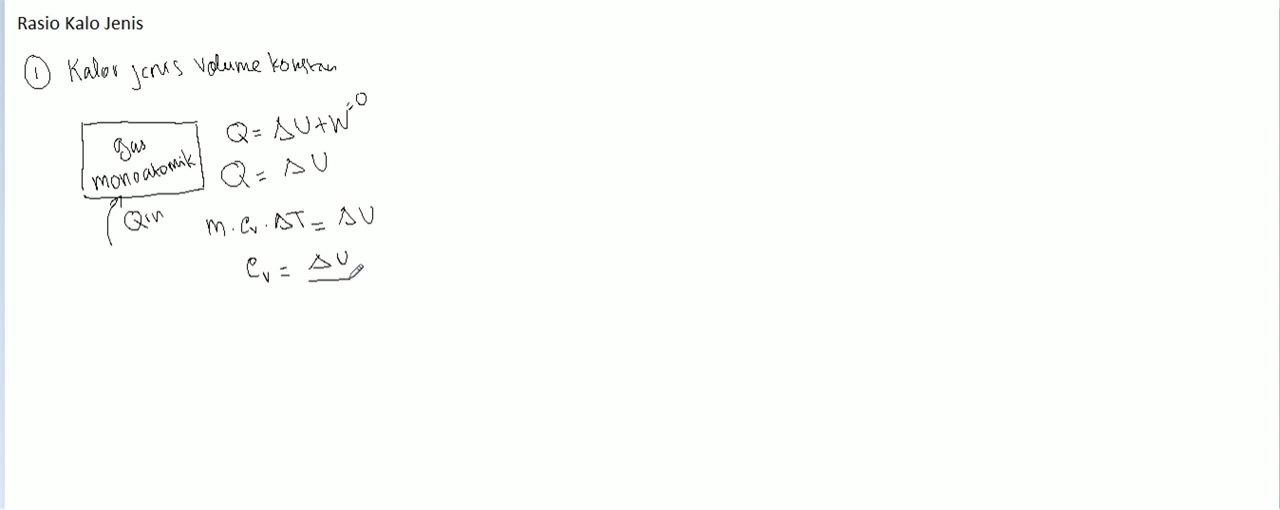 Rasio Kalo Jenis
① Kalor jenis Volume konstan
gas
monoatomik
Qin
Q = ΔU + W = 0
Q = ΔU
m · Cv · ΔT = ΔU
Cv = ΔU